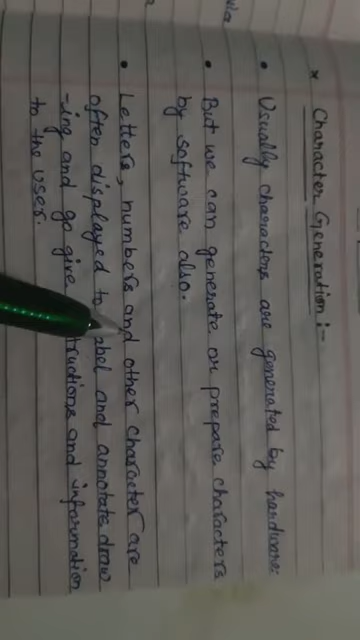 * Character Generation :-
• Usually characters are generated by hardware.
• But we can generate or prepare characters
by software also.
• Letters, numbers and other character are
often displayed to label and annotate draw
-ing and go give instructions and information
to the user.